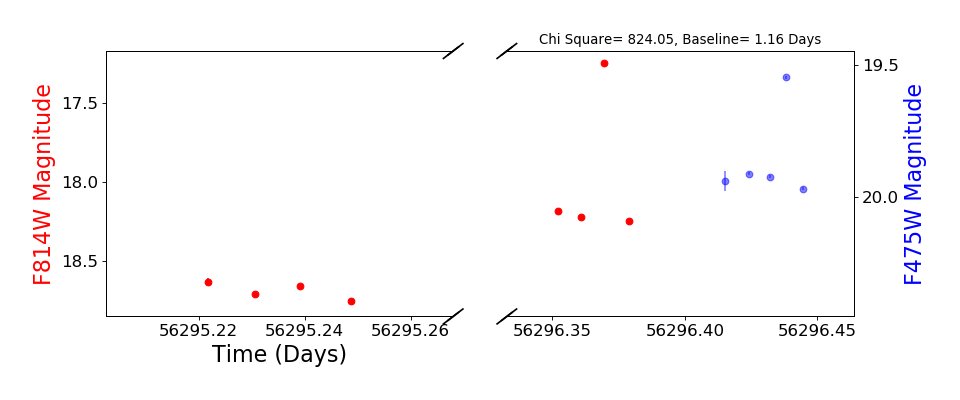 Chi Square= 824.05, Baseline= 1.16 Days
F814W Magnitude
17.5
18.0
18.5
19.5
20.0
F475W Magnitude
56295.22
56295.24
56295.26
56296.35
56296.40
56296.45
Time (Days)